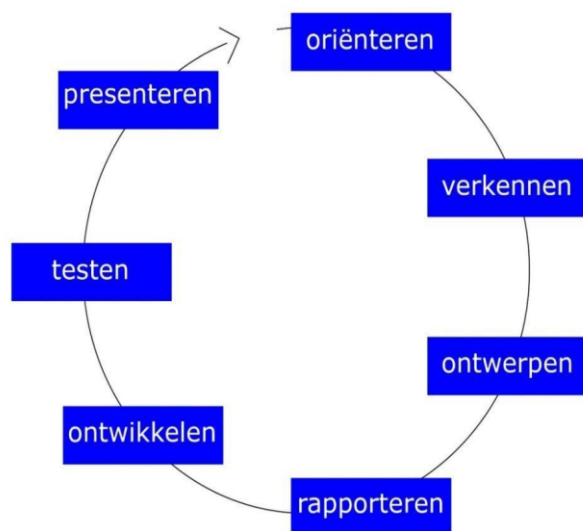 oriënteren
verkennen
ontwerpen
rapporteren
ontwikkelen
testen
presenteren